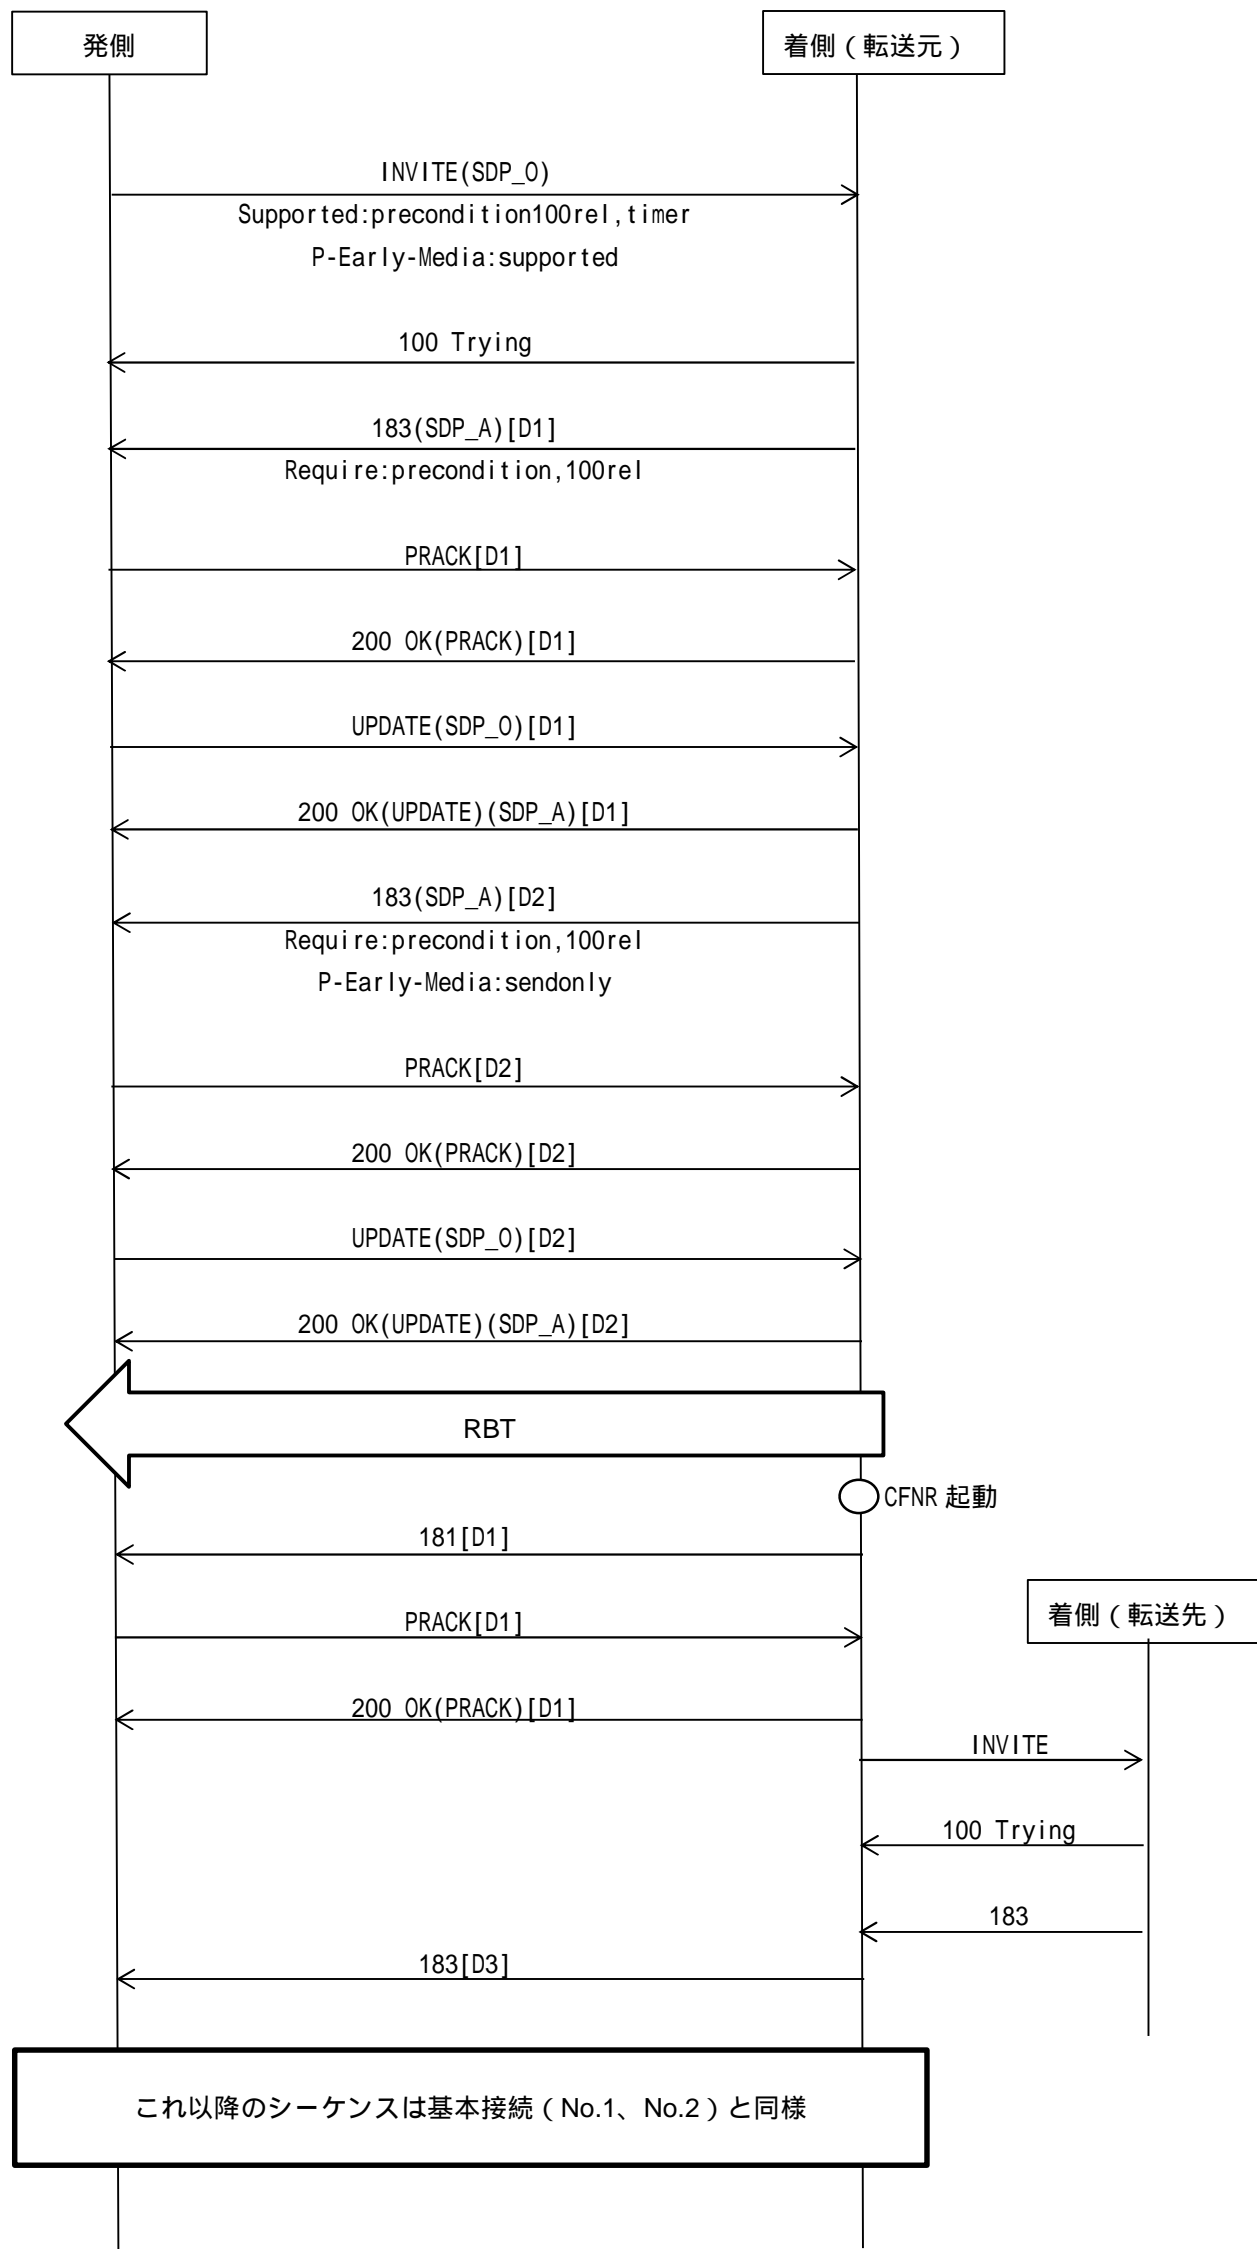 発側
着側（転送元）
INVITE(SDP_O)
Supported:precondition100rel,timer
P-Early-Media:supported
100 Trying
183(SDP_A)[D1]
Require:precondition,100rel
PRACK[D1]
200 OK(PRACK)[D1]
UPDATE(SDP_O)[D1]
200 OK(UPDATE)(SDP_A)[D1]
183(SDP_A)[D2]
Require:precondition,100rel
P-Early-Media:sendonly
PRACK[D2]
200 OK(PRACK)[D2]
UPDATE(SDP_O)[D2]
200 OK(UPDATE)(SDP_A)[D2]
RBT
CFNR 起動
181[D1]
着側（転送先）
PRACK[D1]
200 OK(PRACK)[D1]
INVITE
100 Trying
183
183[D3]
これ以降のシーケンスは基本接続（No.1、No.2）と同様